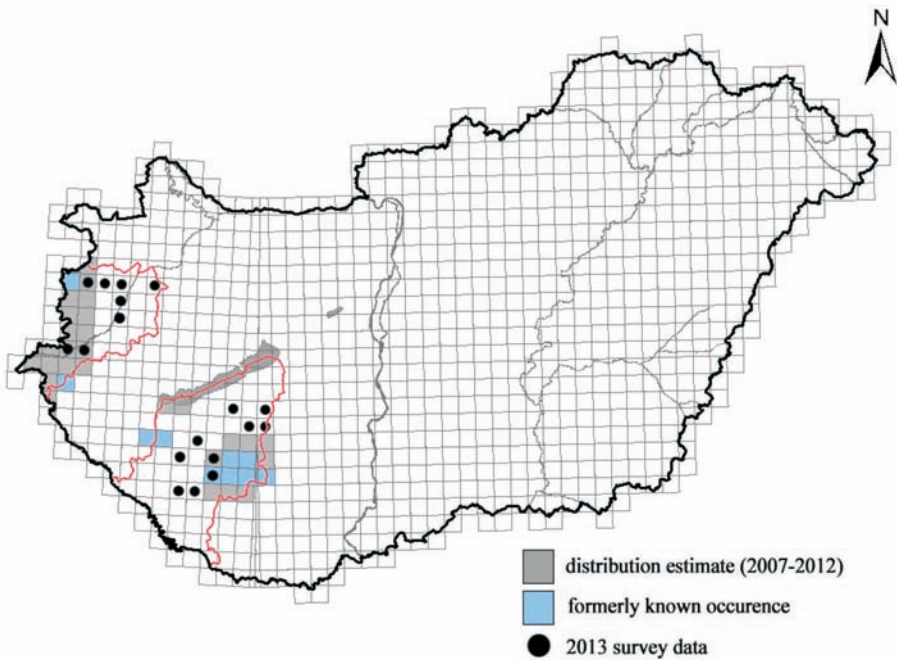 N
distribution estimate (2007-2012)
formerly known occurence
2013 survey data